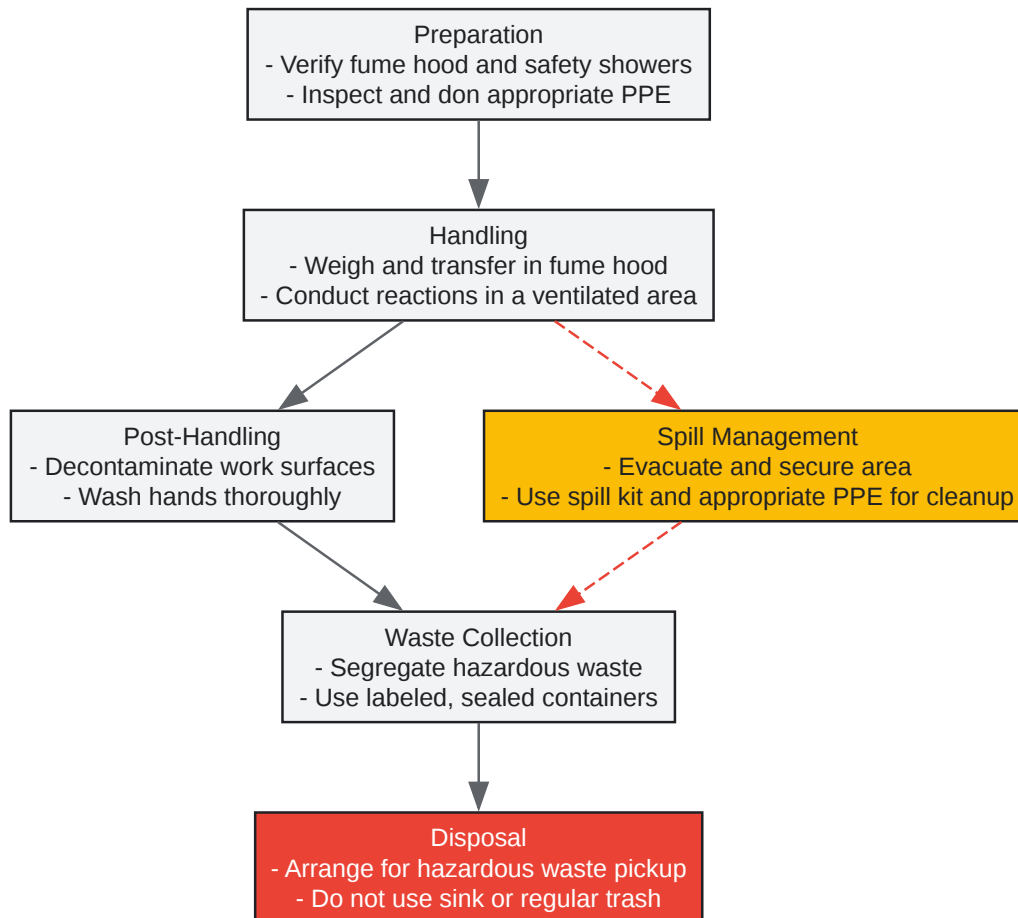 Preparation
- Verify fume hood and safety showers
- Inspect and don appropriate PPE
Handling
- Weigh and transfer in fume hood
- Conduct reactions in a ventilated area
Post-Handling
- Decontaminate work surfaces
- Wash hands thoroughly
Spill Management
- Evacuate and secure area
- Use spill kit and appropriate PPE for cleanup
Waste Collection
- Segregate hazardous waste
- Use labeled, sealed containers
Disposal
- Arrange for hazardous waste pickup
- Do not use sink or regular trash